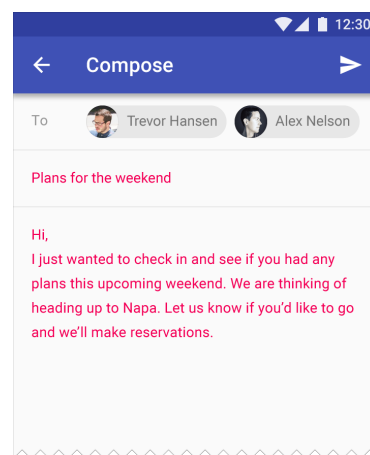 12:30
Compose
To Trevor Hansen Alex Nelson
Plans for the weekend
Hi,
I just wanted to check in and see if you had any
plans this upcoming weekend. We are thinking of
heading up to Napa. Let us know if you’d like to go
and we’ll make reservations.